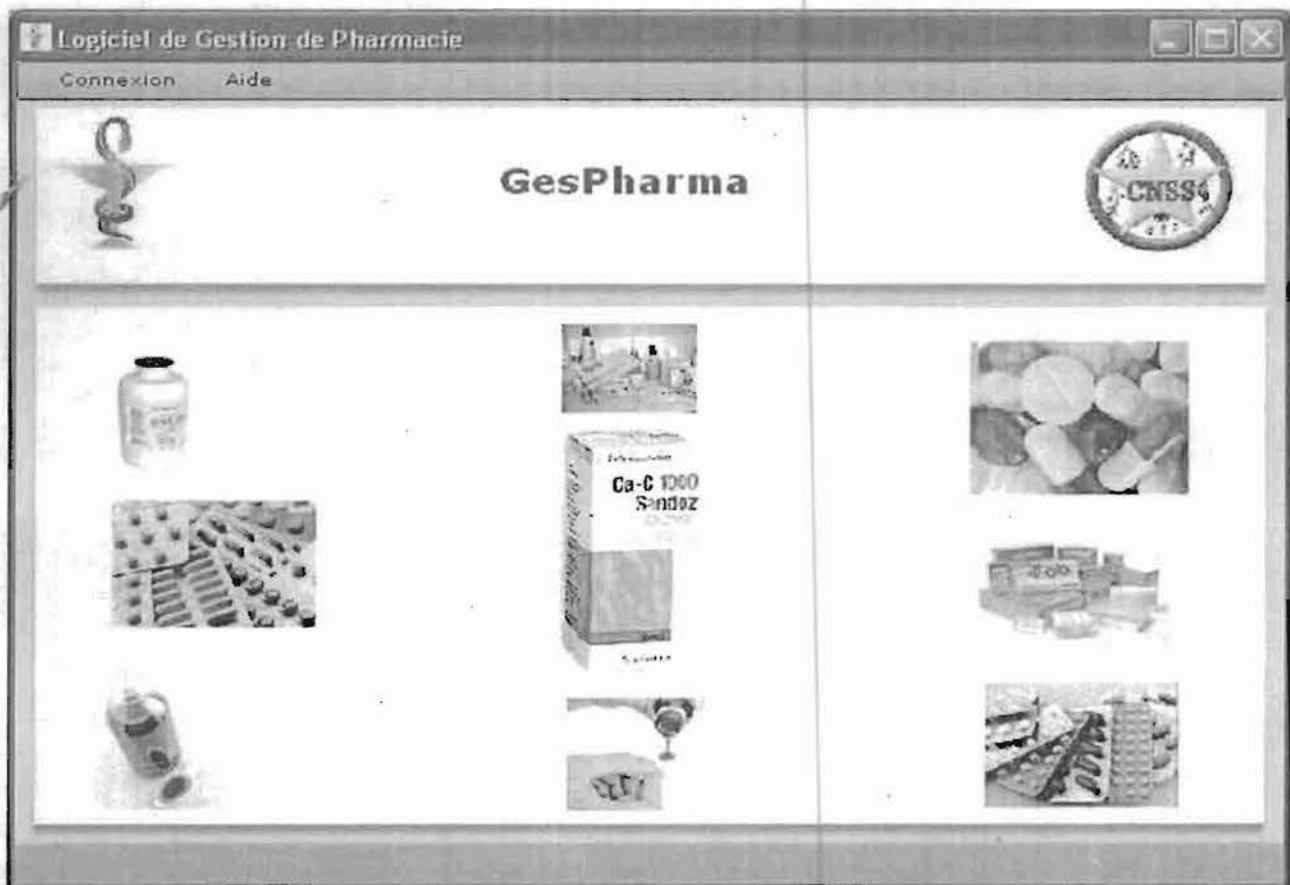 Logiciel de Gestion de Pharmacie
Connexion Aide
GesPharma
CNSS
Ca-C 1000
Sandoz